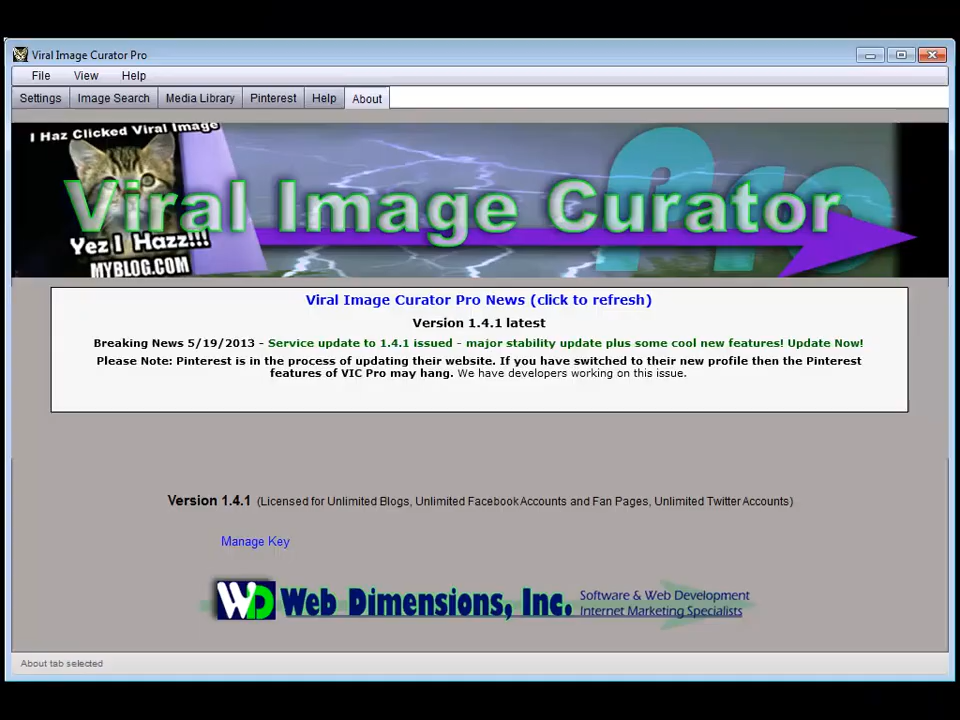 Viral Image Curator Pro
File View Help
Settings Image Search Media Library Pinterest Help About
I Haz Clicked Viral Image
Pro
Viral Image Curator
Yez I Hazz!!!
MYBLOG.COM
Viral Image Curator Pro News (click to refresh)
Version 1.4.1 latest
Breaking News 5/19/2013 - Service update to 1.4.1 issued - major stability update plus some cool new features! Update Now!
Please Note: Pinterest is in the process of updating their website. If you have switched to their new profile then the Pinterest
features of VIC Pro may hang. We have developers working on this issue.
Version 1.4.1 (Licensed for Unlimited Blogs, Unlimited Facebook Accounts and Fan Pages, Unlimited Twitter Accounts)
Manage Key
WD Web Dimensions, Inc. Software & Web Development
Internet Marketing Specialists
About tab selected